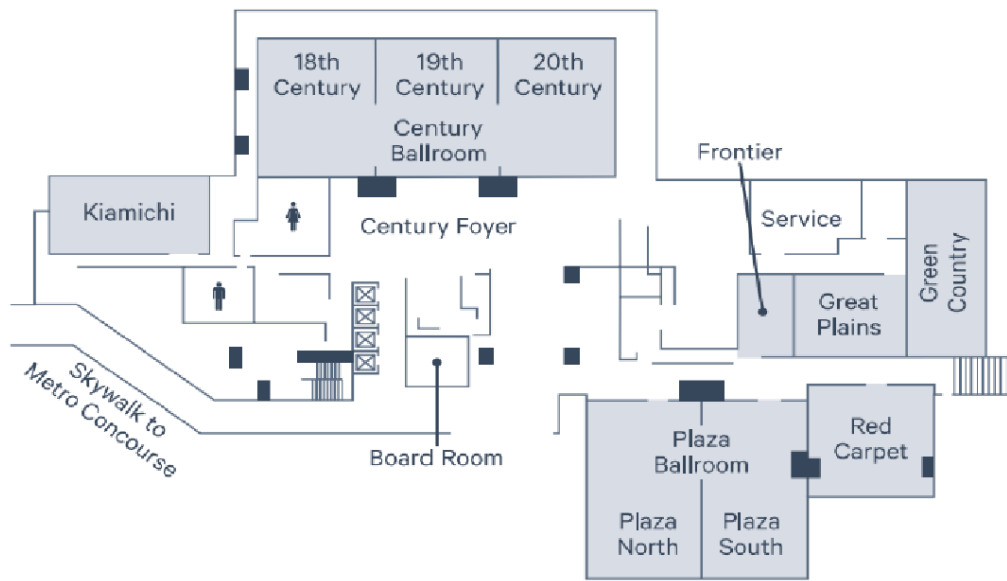 18th
Century
19th
Century
20th
Century
Century
Ballroom
Frontier
Kiamichi
Century Foyer
Service
Green
Country
Great
Plains
Skywalk to
Metro Concourse
Board Room
Plaza
Ballroom
Red
Carpet
Plaza
North
Plaza
South